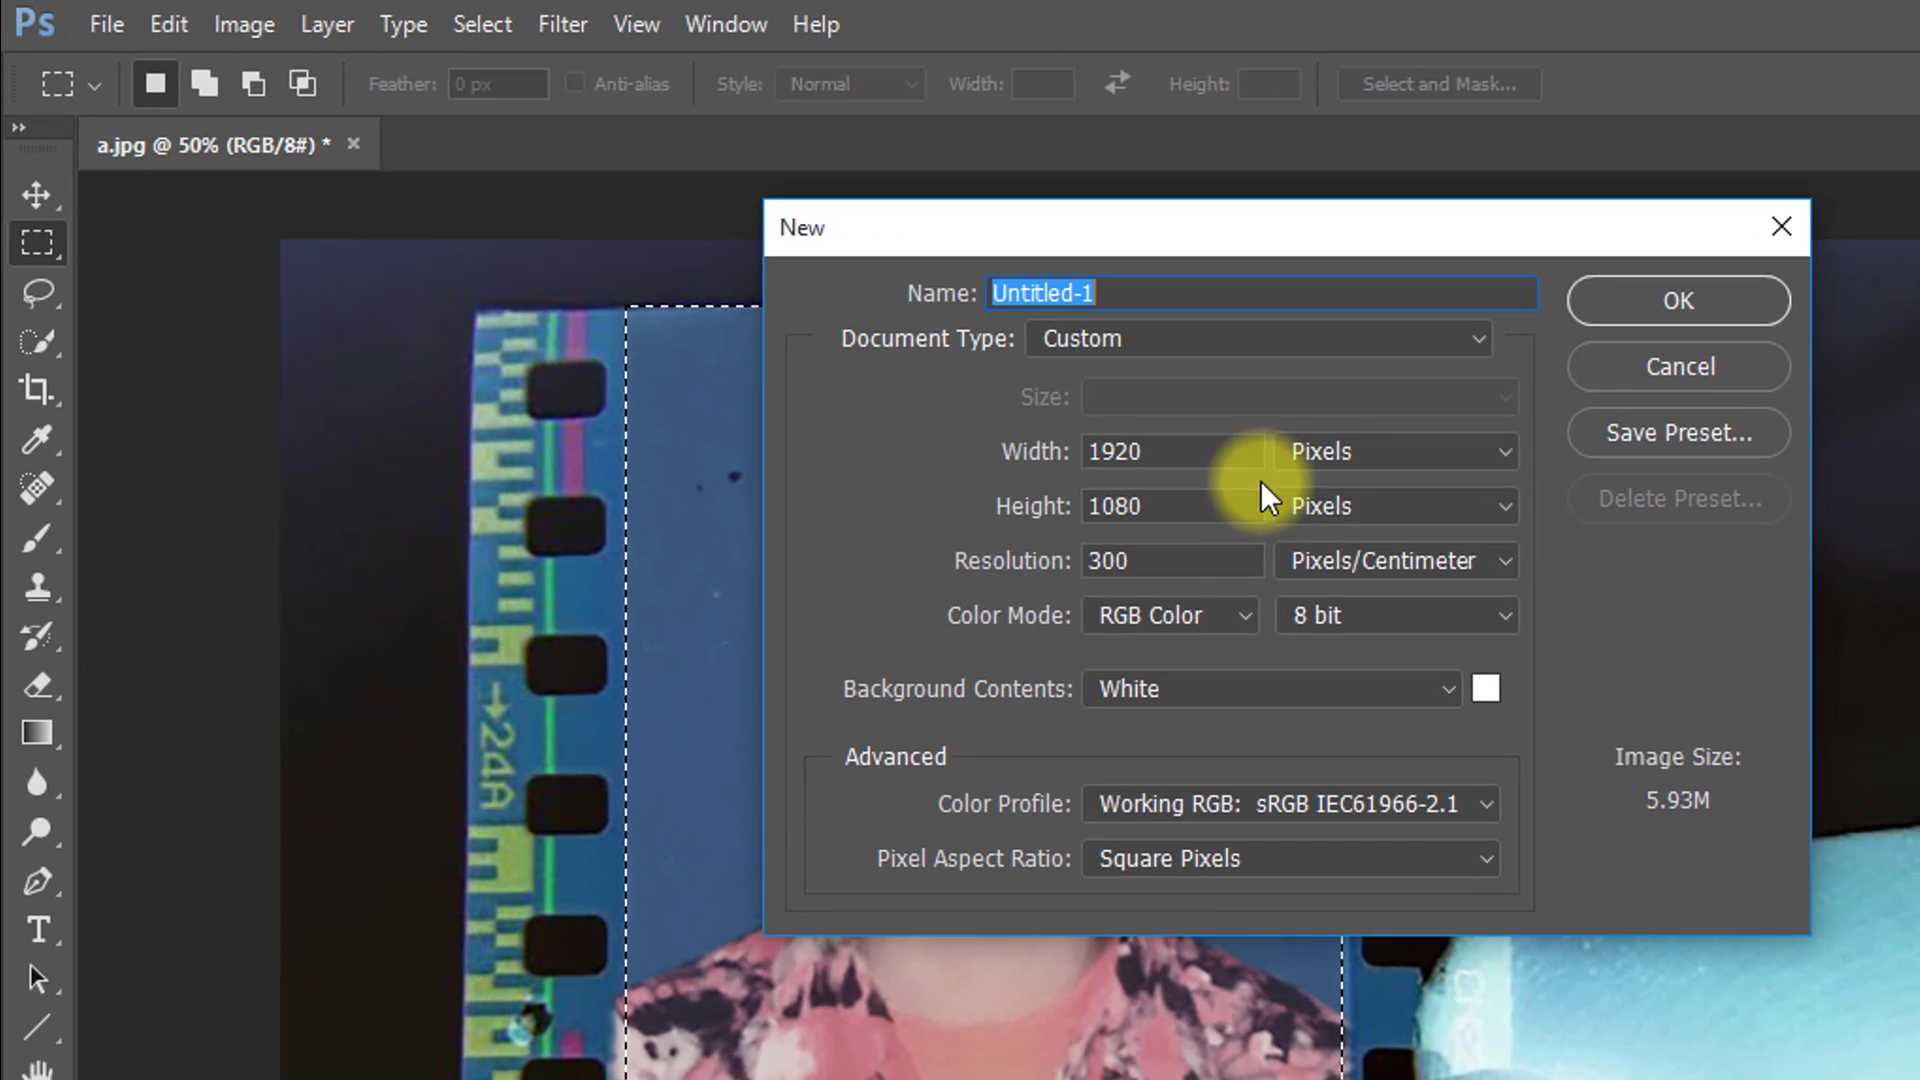 Ps File Edit Image Layer Type Select Filter View Window Help
Feather: 0 px Anti-alias Style: Normal Width: Height: Select and Mask...
a.jpg @ 50% (RGB/8#) * ×
New
Name: Untitled-1
OK
Document Type: Custom
Cancel
Size:
Save Preset...
Width: 1920 Pixels
Height: 1080 Pixels
Delete Preset...
Resolution: 300 Pixels/Centimeter
Color Mode: RGB Color 8 bit
Background Contents: White
Advanced
Image Size:
5.93M
Color Profile: Working RGB: sRGB IEC61966-2.1
Pixel Aspect Ratio: Square Pixels
→24A
T